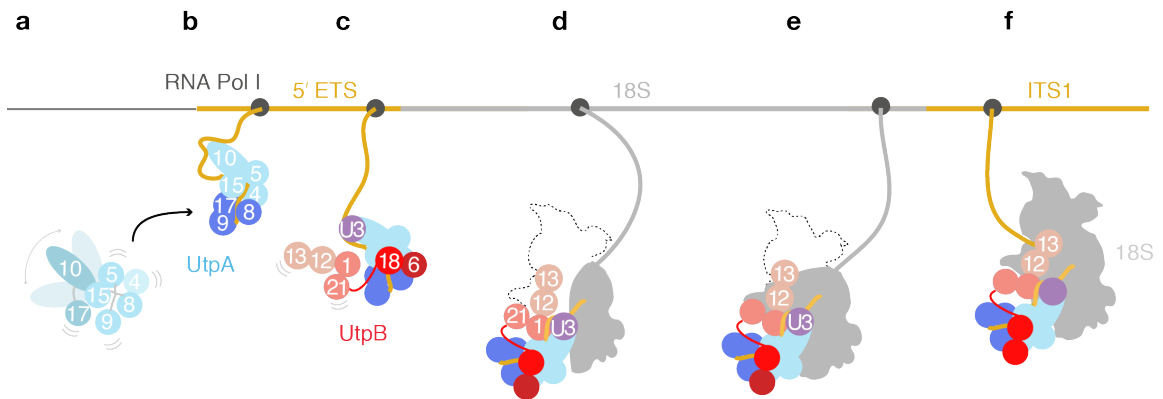 a b c d e f
RNA Pol I 5′ ETS 18S ITS1
10 5 4 15 17 8 9
10 5 15 4 17 8 9
UtpA
U3 13 12 1 18 6 21
UtpB
13 12 21 1 U3
13 12 U3
13 12 18S